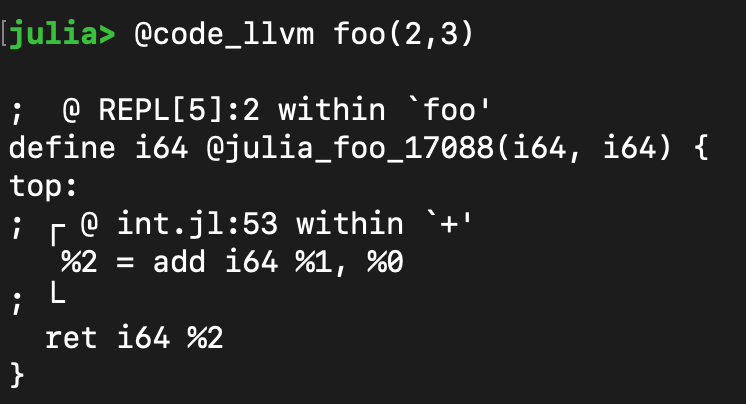 [julia> @code_llvm foo(2,3)
;  @ REPL[5]:2 within `foo'
define i64 @julia_foo_17088(i64, i64) {
top:
; ┌ @ int.jl:53 within `+'
   %2 = add i64 %1, %0
; └
  ret i64 %2
}